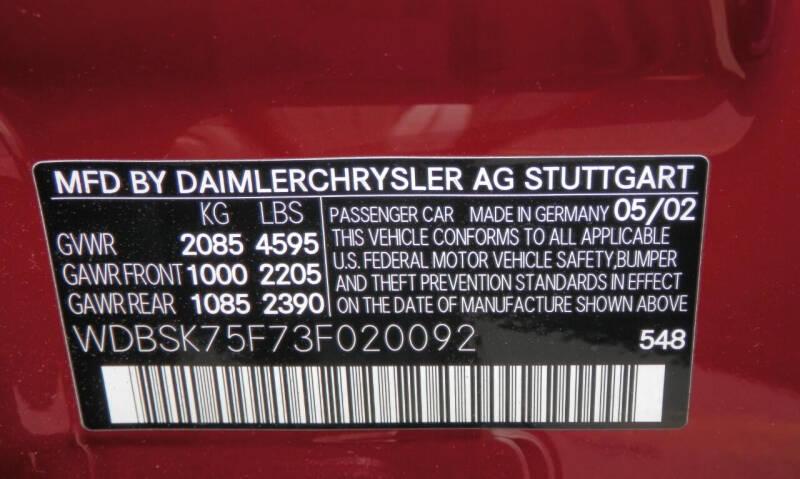 MFD BY DAIMLERCHRYSLER AG STUTTGART
KG LBS
GVWR 2085 4595
GAWR FRONT 1000 2205
GAWR REAR 1085 2390
PASSENGER CAR MADE IN GERMANY 05/02
THIS VEHICLE CONFORMS TO ALL APPLICABLE
U.S. FEDERAL MOTOR VEHICLE SAFETY,BUMPER
AND THEFT PREVENTION STANDARDS IN EFFECT
ON THE DATE OF MANUFACTURE SHOWN ABOVE
WDBSK75F73F020092 548